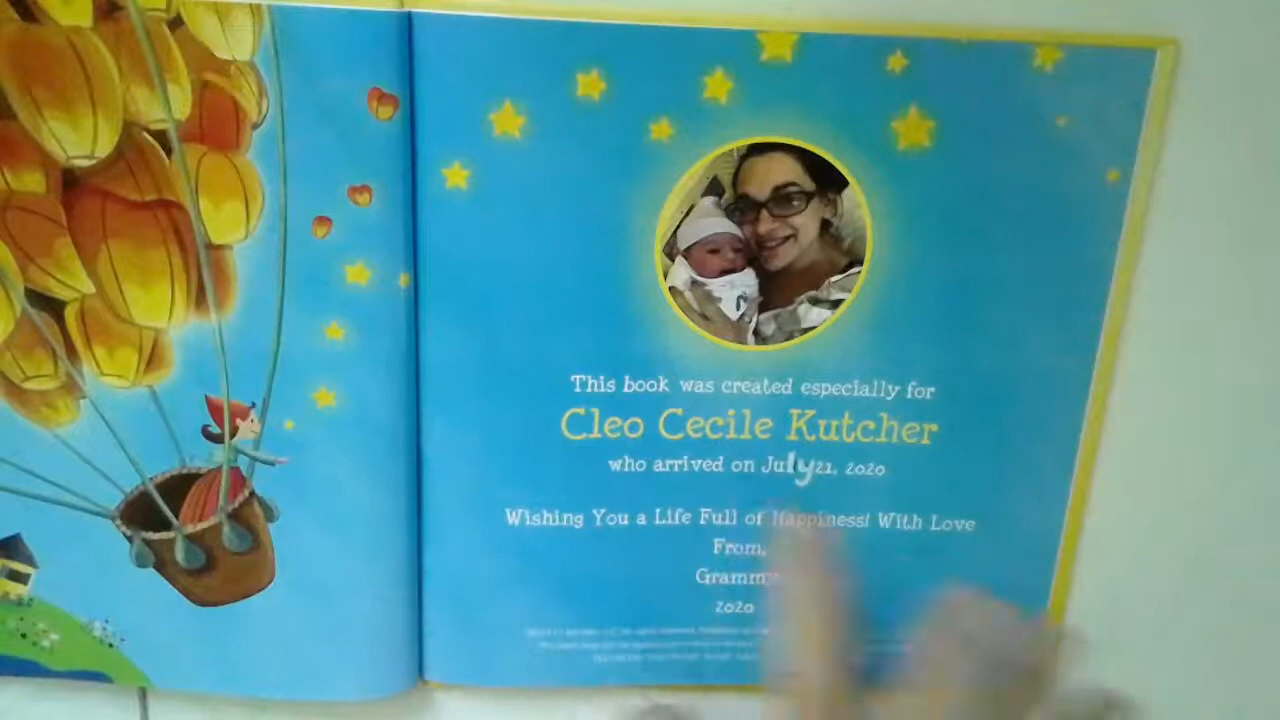 This book was created especially for
Cleo Cecile Kutcher
who arrived on July 21, 2020
Wishing You a Life Full of Happiness! With Love
From,
Grammy
2020